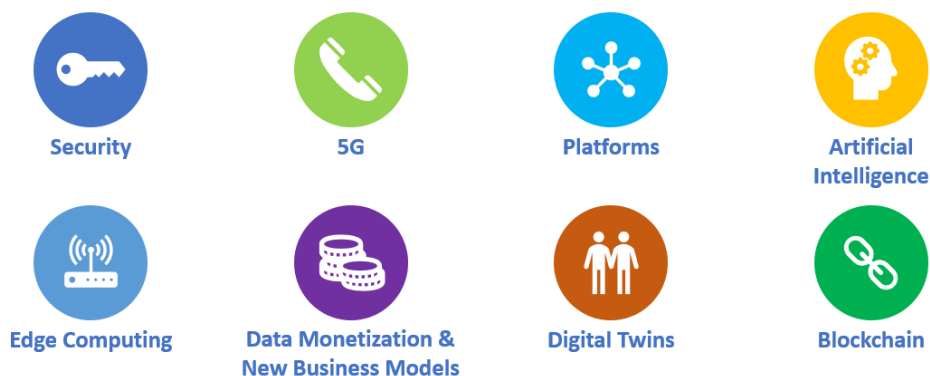 Security
5G
Platforms
Artificial
Intelligence
Edge Computing
Data Monetization &
New Business Models
Digital Twins
Blockchain